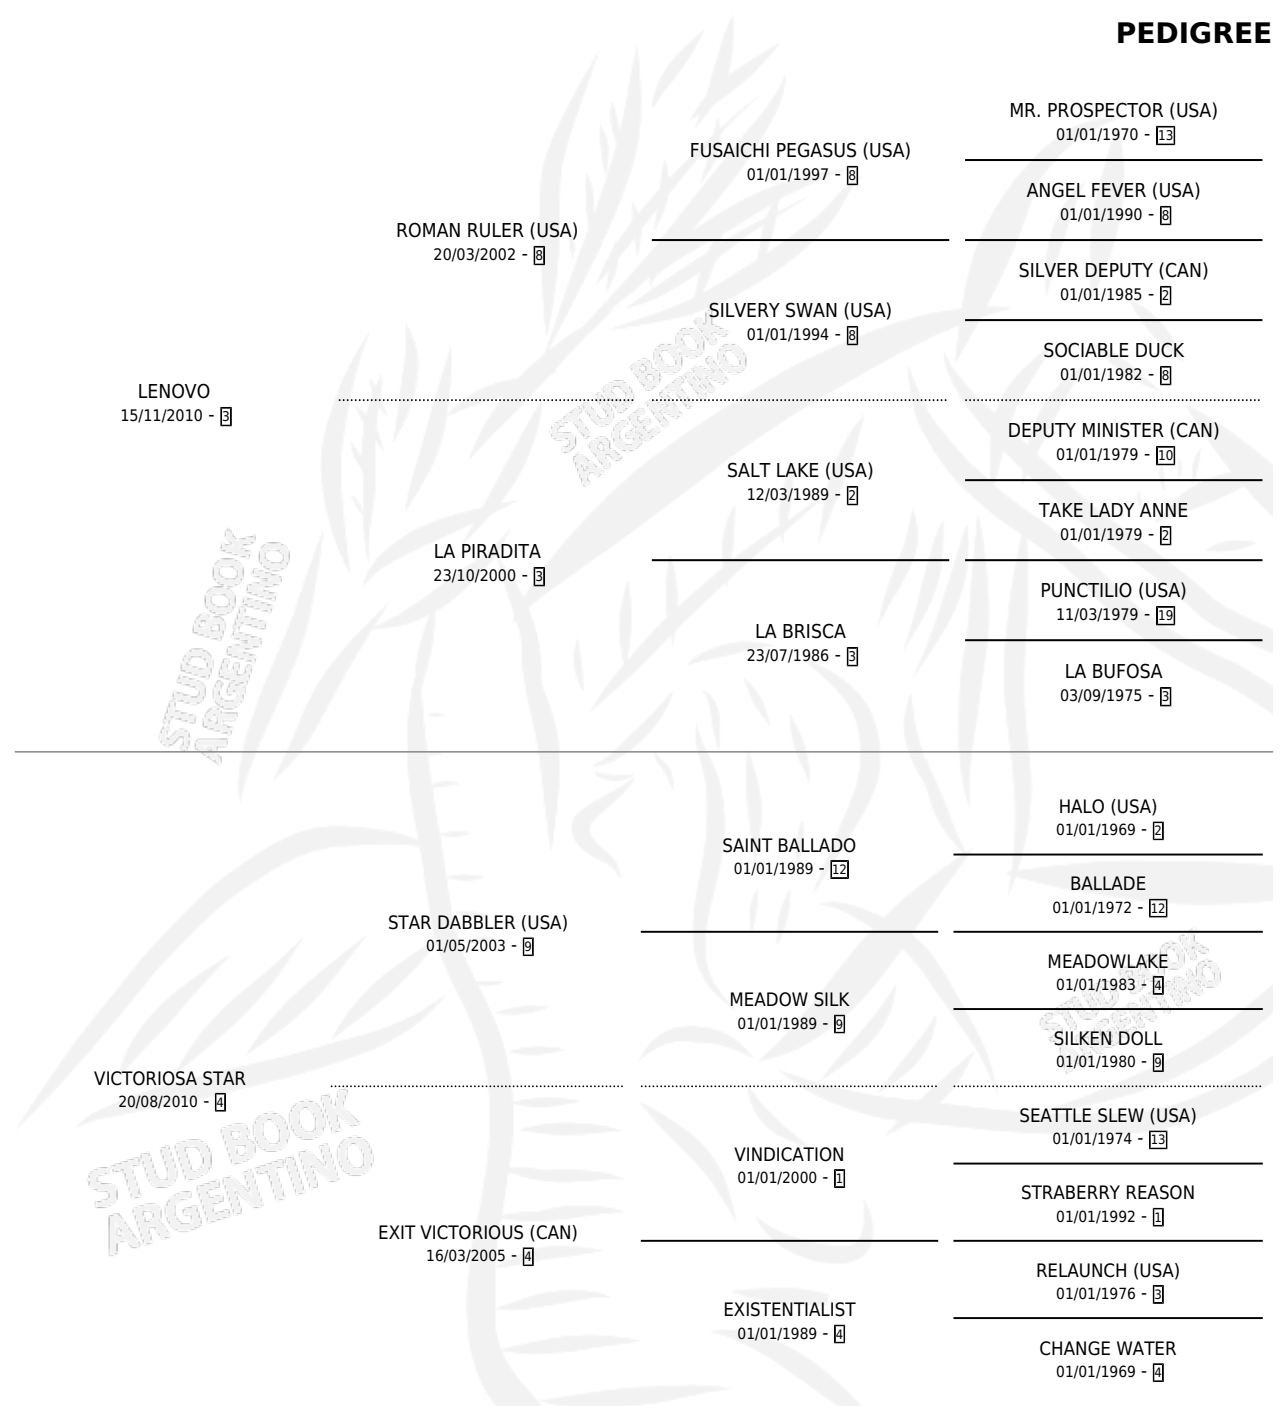 PEDIGREE
MR. PROSPECTOR (USA)
01/01/1970 - 13
FUSAICHI PEGASUS (USA)
01/01/1997 - 8
ANGEL FEVER (USA)
01/01/1990 - 8
ROMAN RULER (USA)
20/03/2002 - 8
SILVER DEPUTY (CAN)
01/01/1985 - 2
SILVERY SWAN (USA)
01/01/1994 - 8
SOCIABLE DUCK
01/01/1982 - 8
LENOVO
15/11/2010 - 3
DEPUTY MINISTER (CAN)
01/01/1979 - 10
SALT LAKE (USA)
12/03/1989 - 2
TAKE LADY ANNE
01/01/1979 - 2
LA PIRADITA
23/10/2000 - 3
PUNCTILIO (USA)
11/03/1979 - 19
LA BRISCA
23/07/1986 - 3
LA BUFOSA
03/09/1975 - 3
STUD BOOK
ARGENTINO
STUD BOOK
ARGENTINO
HALO (USA)
01/01/1969 - 2
SAINT BALLADO
01/01/1989 - 12
BALLADE
01/01/1972 - 12
STAR DABBLER (USA)
01/05/2003 - 9
MEADOWLAKE
01/01/1983 - 4
MEADOW SILK
01/01/1989 - 9
SILKEN DOLL
01/01/1980 - 9
VICTORIOSA STAR
20/08/2010 - 4
SEATTLE SLEW (USA)
01/01/1974 - 13
VINDICATION
01/01/2000 - 1
STRABERRY REASON
01/01/1992 - 1
EXIT VICTORIOUS (CAN)
16/03/2005 - 4
RELAUNCH (USA)
01/01/1976 - 3
EXISTENTIALIST
01/01/1989 - 4
CHANGE WATER
01/01/1969 - 4
STUD BOOK
ARGENTINO
STUD BOOK
ARGENTINO